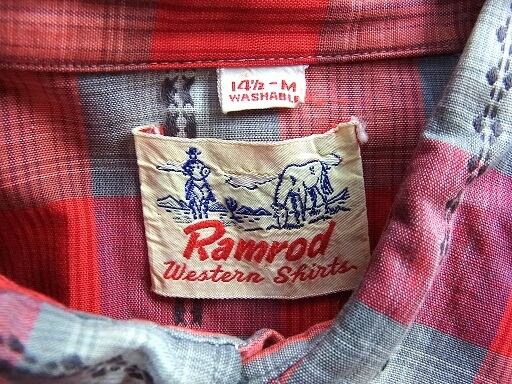 14½-M
WASHABLE
Ramrod
Western Shirts